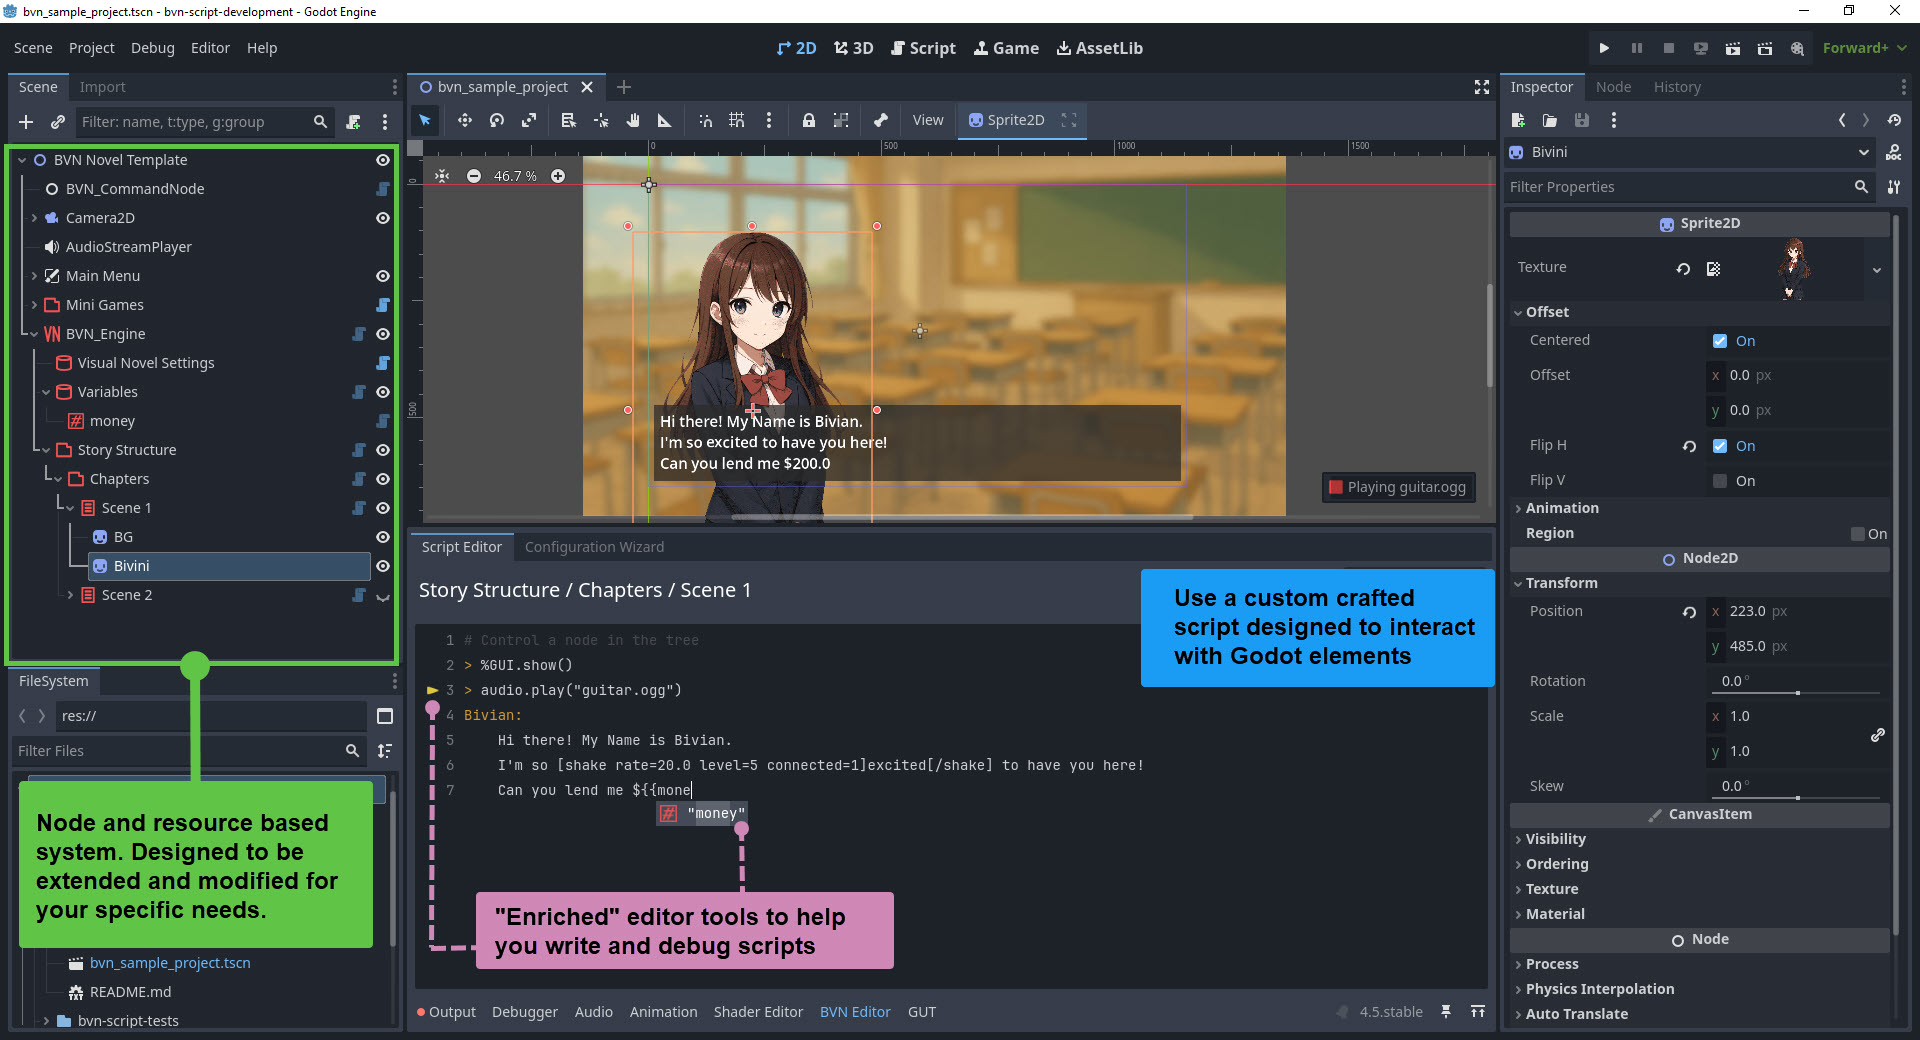 bvn_sample_project.tscn - bvn-script-development - Godot Engine
Scene Project Debug Editor Help
2D 3D Script Game AssetLib
Forward+
Scene Import
Filter: name, t:type, g:group
BVN Novel Template
BVN_CommandNode
Camera2D
AudioStreamPlayer
Main Menu
Mini Games
VN BVN_Engine
Visual Novel Settings
Variables
money
Story Structure
Chapters
Scene 1
BG
Bivini
Scene 2
FileSystem
res://
Filter Files
Node and resource based
system. Designed to be
extended and modified for
your specific needs.
bvn_sample_project.tscn
README.md
bvn-script-tests
bvn_sample_project
View Sprite2D
0 500 1000 1500
0
500
46.7 %
Hi there! My Name is Bivian.
I'm so excited to have you here!
Can you lend me $200.0
Playing guitar.ogg
Script Editor Configuration Wizard
Story Structure / Chapters / Scene 1
Use a custom crafted
script designed to interact
with Godot elements
1 # Control a node in the tree
2 > %GUI.show()
3 > audio.play("guitar.ogg")
4 Bivian:
5 Hi there! My Name is Bivian.
6 I'm so [shake rate=20.0 level=5 connected=1]excited[/shake] to have you here!
7 Can you lend me ${{mone
"money"
"Enriched" editor tools to help
you write and debug scripts
Output Debugger Audio Animation Shader Editor BVN Editor GUT
4.5.stable
Inspector Node History
Bivini
DOC
Filter Properties
Sprite2D
Texture
Offset
Centered On
Offset x 0.0 px
y 0.0 px
Flip H On
Flip V On
Animation
Region On
Node2D
Transform
Position x 223.0 px
y 485.0 px
Rotation 0.0 °
Scale x 1.0
y 1.0
Skew 0.0 °
CanvasItem
Visibility
Ordering
Texture
Material
Node
Process
Physics Interpolation
Auto Translate